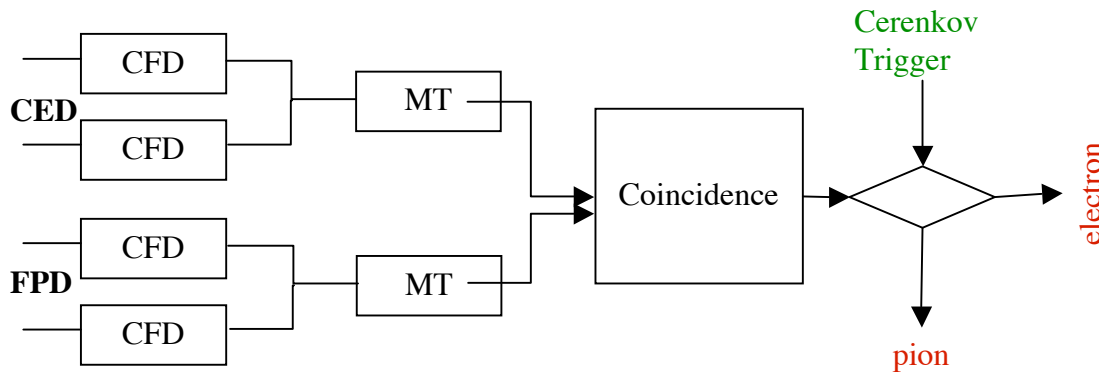 Cerenkov
Trigger
CFD
CED
MT
CFD
Coincidence
electron
CFD
FPD
MT
CFD
pion